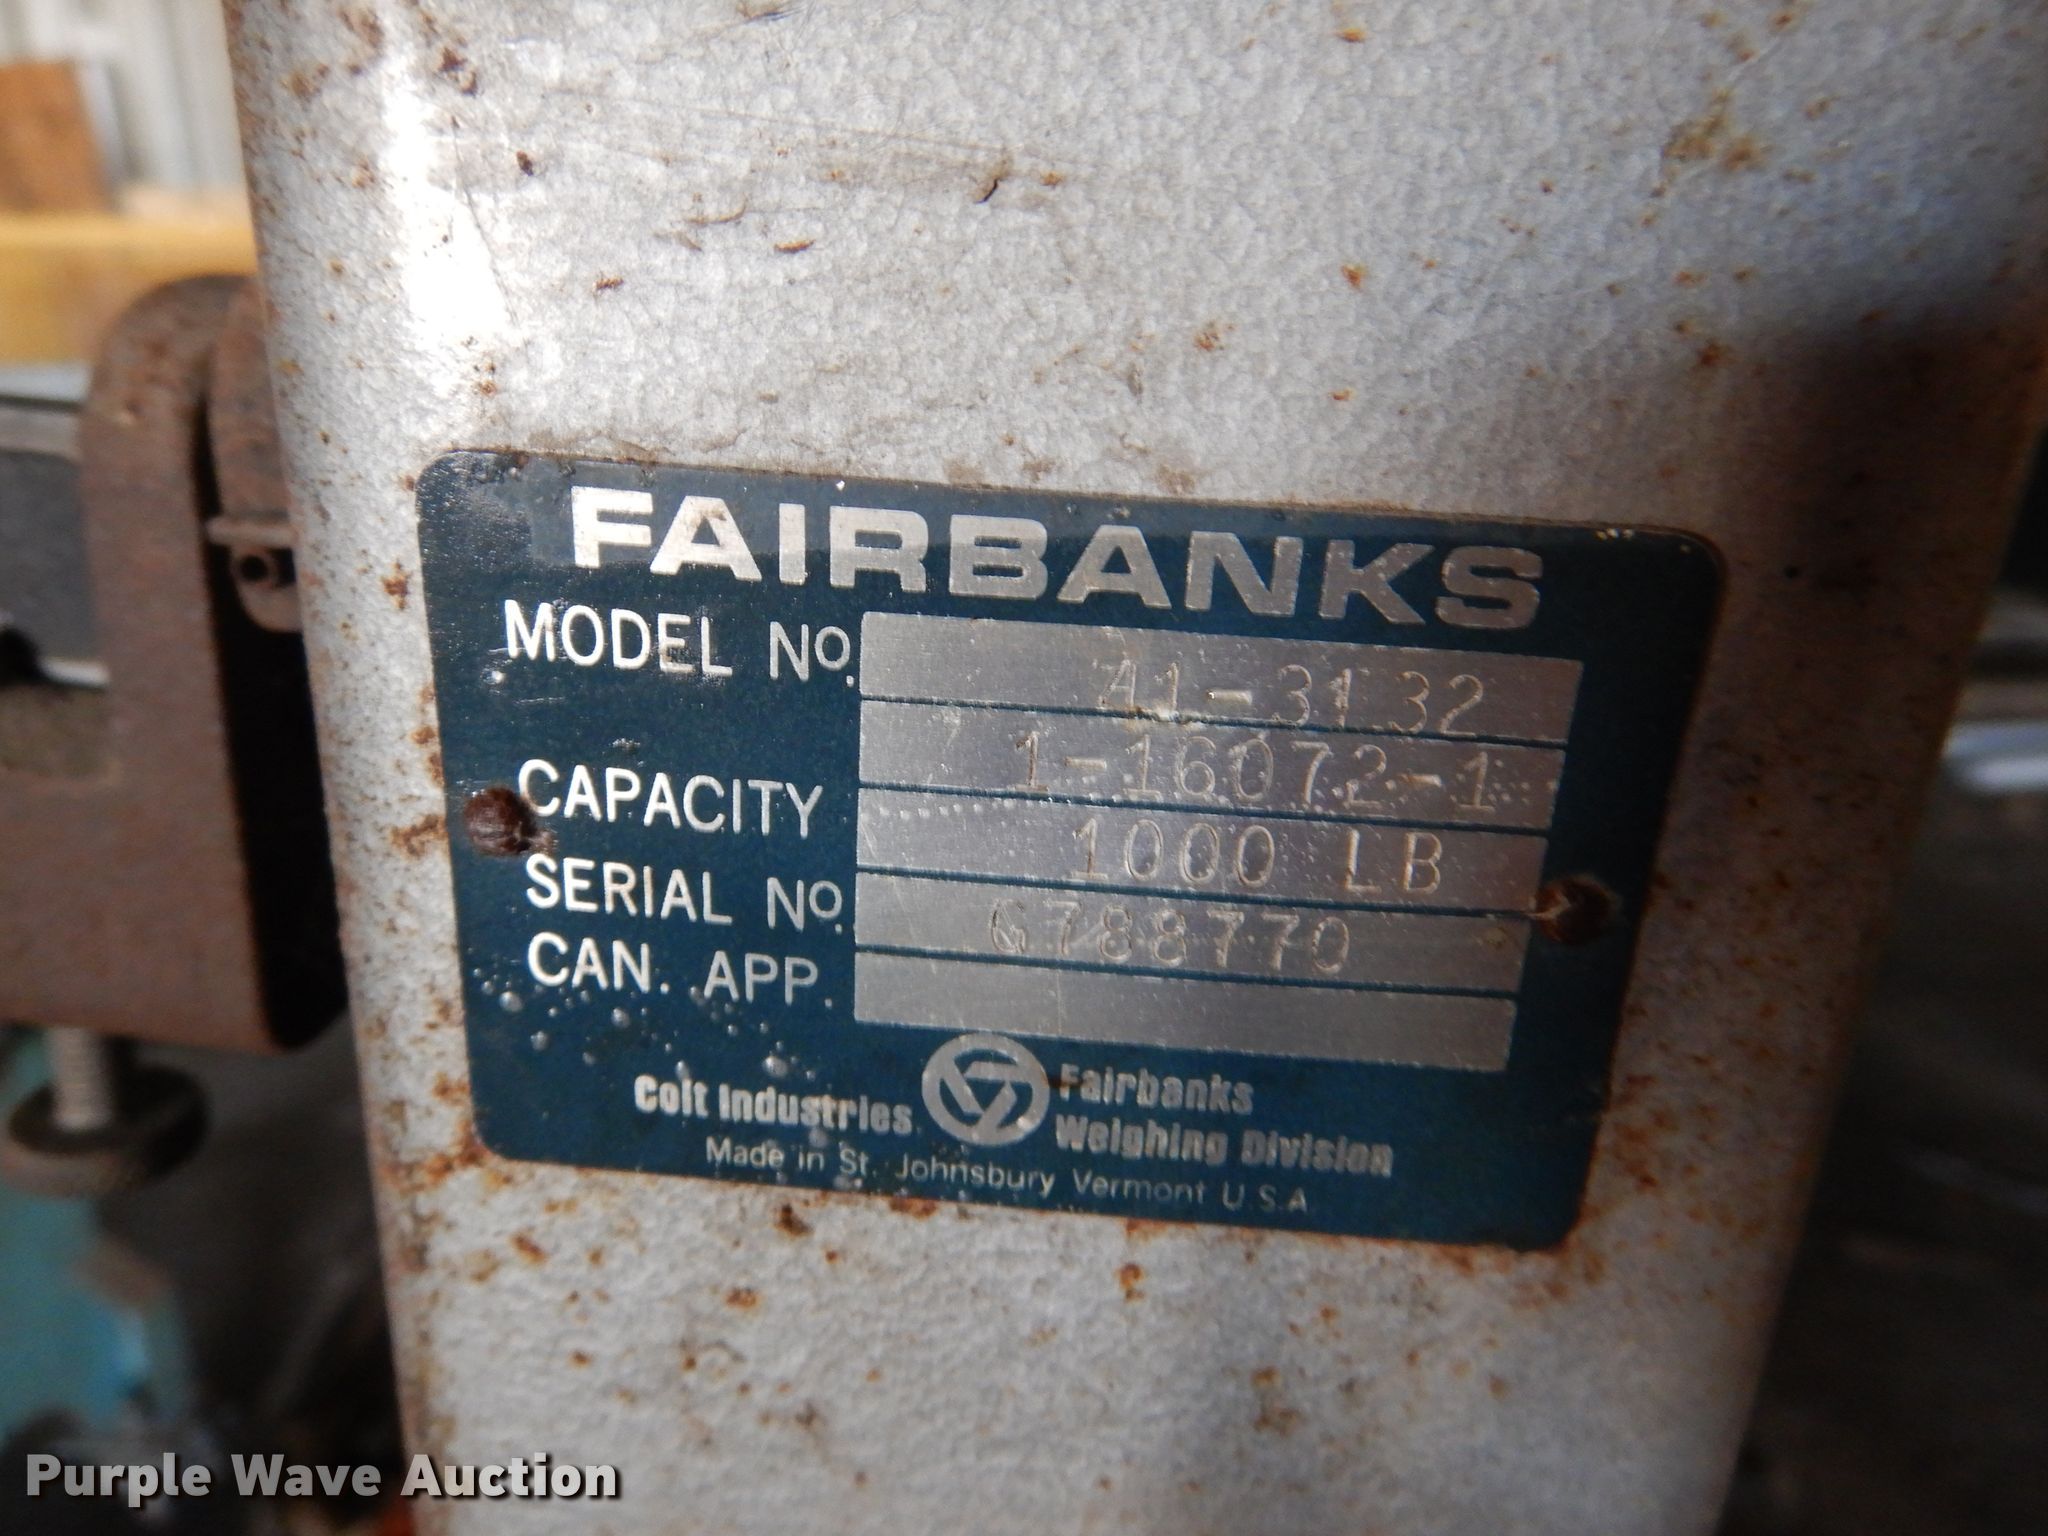 FAIRBANKS
MODEL NO. 41-3132
1-16072-1
CAPACITY 1000 LB
SERIAL NO. G788770
CAN. APP.
Colt Industries Fairbanks
Weighing Division
Made in St. Johnsbury Vermont U.S.A
Purple Wave Auction